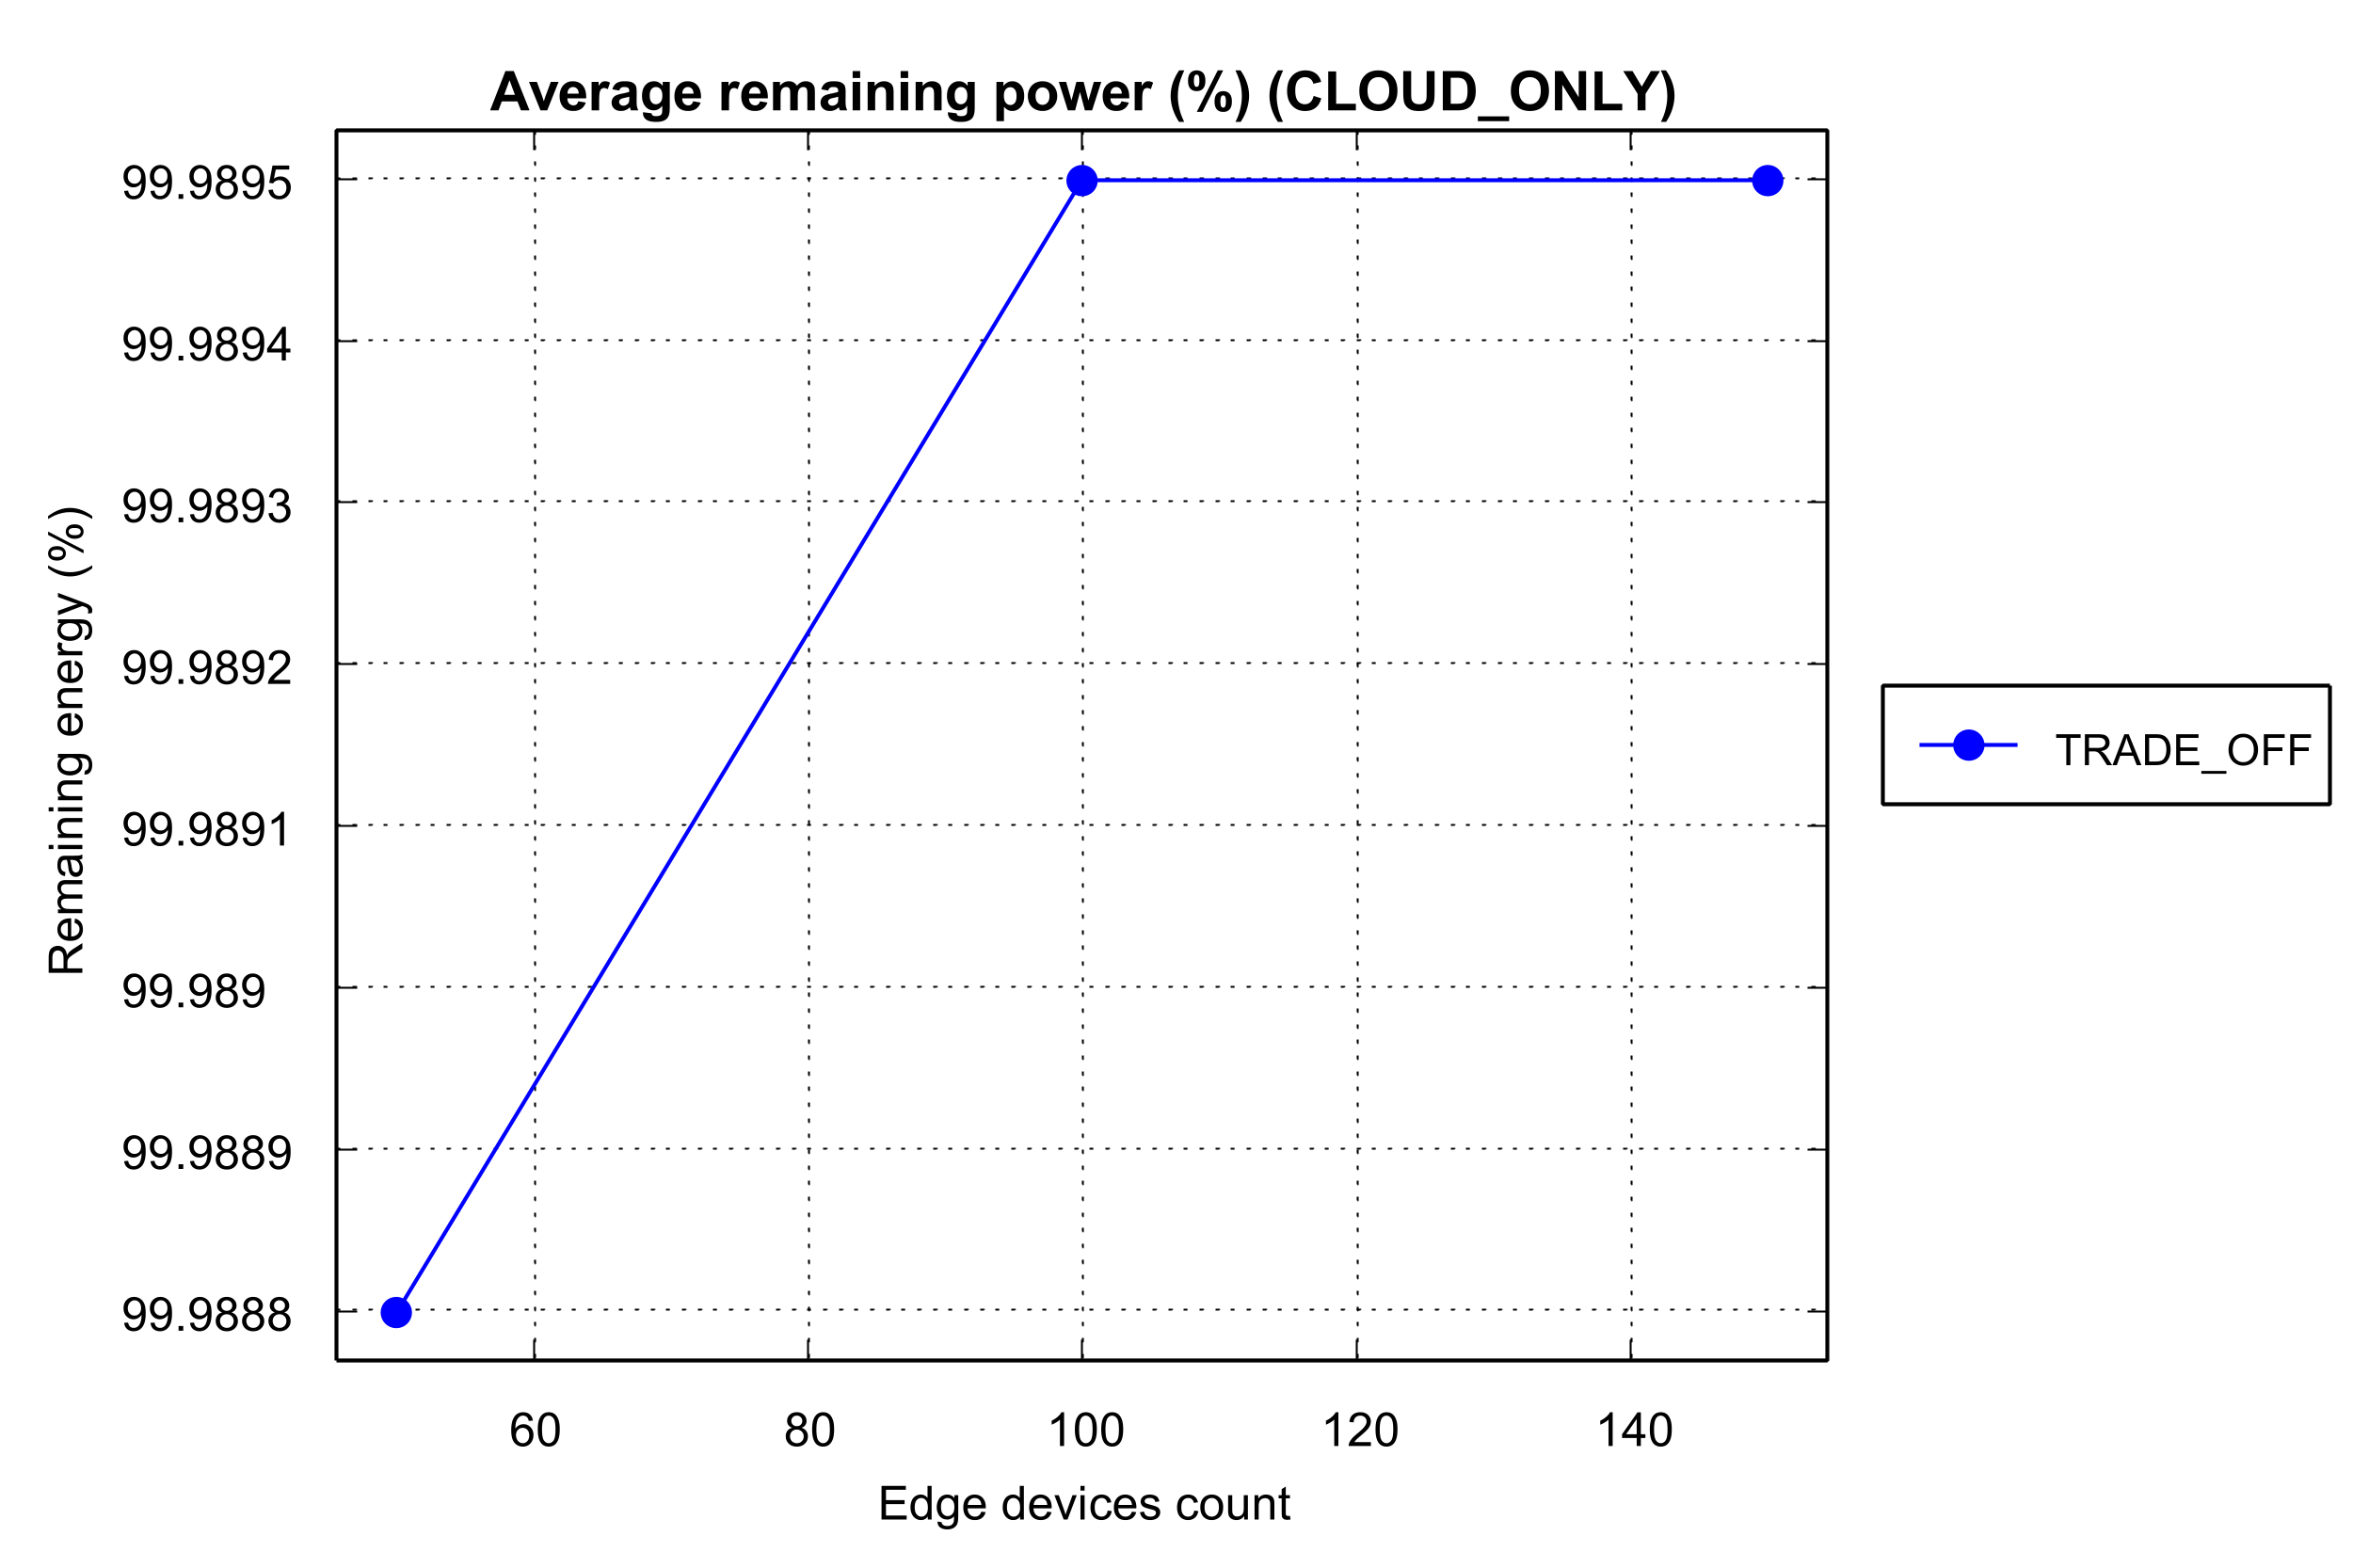 Average remaining power (%) (CLOUD_ONLY)
99.9895
99.9894
99.9893
99.9892
99.9891
99.989
99.9889
99.9888
Remaining energy (%)
TRADE_OFF
60 80 100 120 140
Edge devices count